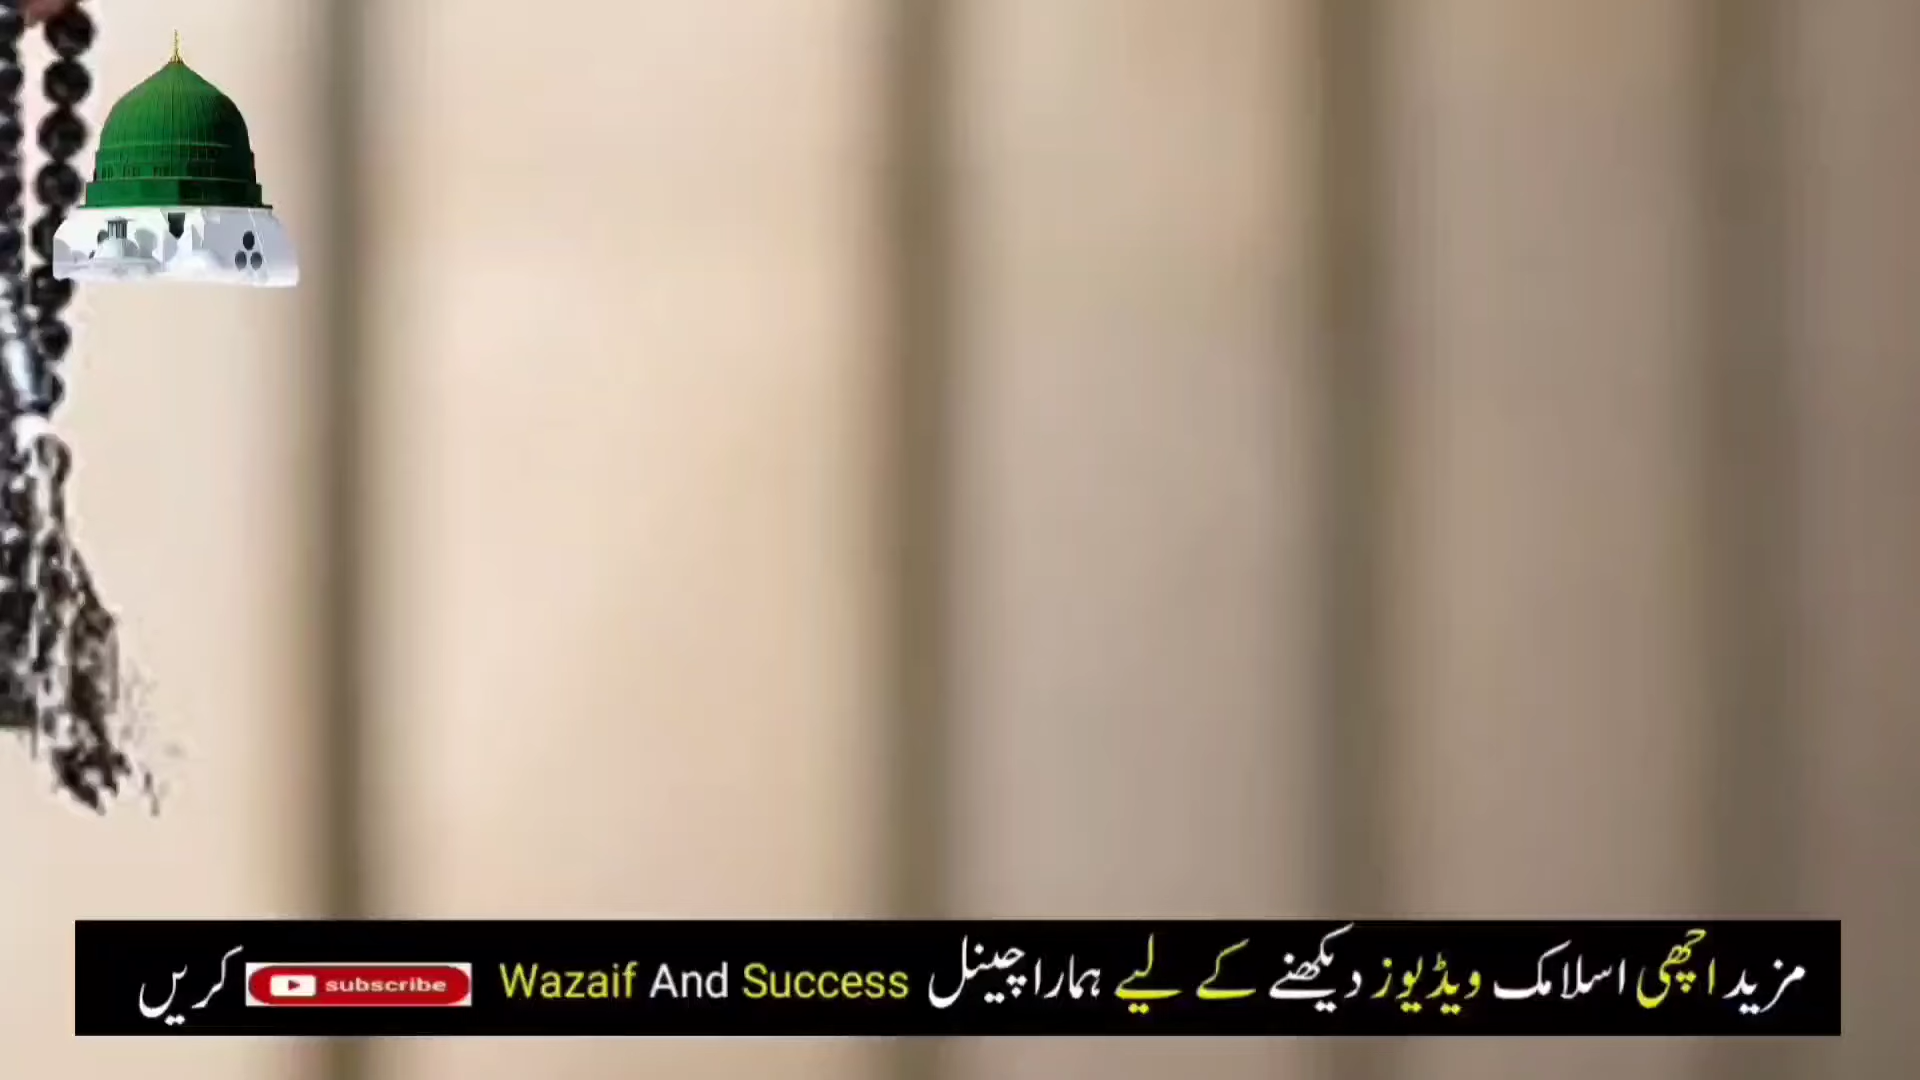 مزید اچھی اسلامک ویڈیوز دیکھنے کے لیے ہمارا چینل Wazaif And Success subscribe کریں